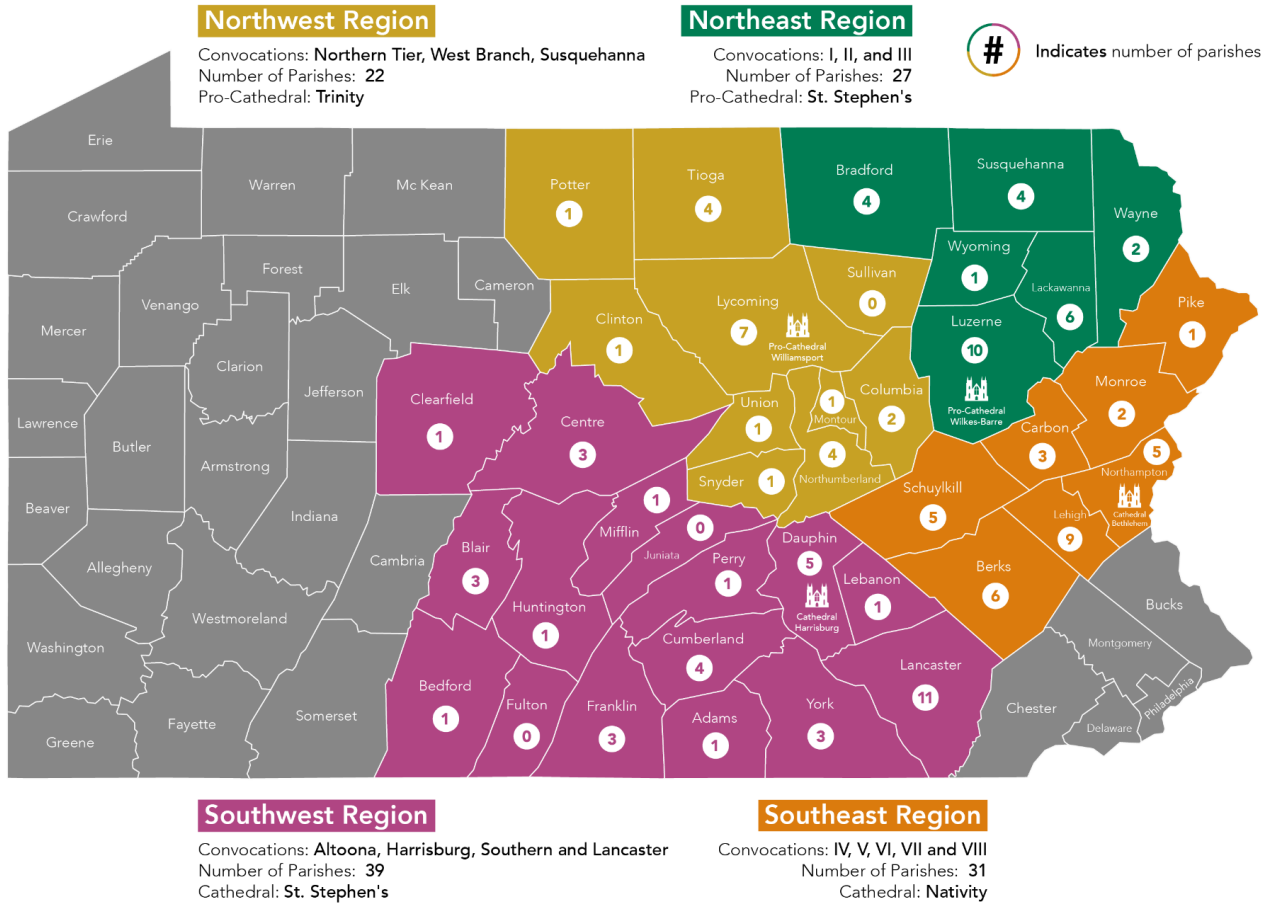 Northwest Region
Convocations: Northern Tier, West Branch, Susquehanna
Number of Parishes: 22
Pro-Cathedral: Trinity
Northeast Region
Convocations: I, II, and III
Number of Parishes: 27
Pro-Cathedral: St. Stephen's
#
Indicates number of parishes
Erie
Warren
Mc Kean
Crawford
Potter
1
Tioga
4
Bradford
4
Susquehanna
4
Wayne
2
Forest
Elk
Cameron
Venango
Mercer
Clinton
1
Lycoming
7
Pro-Cathedral
Williamsport
Sullivan
0
Wyoming
1
Lackawanna
6
Luzerne
10
Pro-Cathedral
Wilkes-Barre
Pike
1
Clarion
Jefferson
Lawrence
Butler
Armstrong
Clearfield
1
Centre
3
Union
1
1
Montour
Columbia
2
Snyder
1
4
Northumberland
Monroe
2
Carbon
3
5
Northampton
Cathedral
Bethlehem
Schuylkill
5
Lehigh
9
Berks
6
Beaver
Indiana
Allegheny
Cambria
Westmoreland
Washington
Blair
3
1
Mifflin
0
Juniata
Huntington
1
Perry
1
Dauphin
5
Cathedral
Harrisburg
Lebanon
1
Cumberland
4
Lancaster
11
Bucks
Montgomery
Philadelphia
Chester
Delaware
Greene
Fayette
Somerset
Bedford
1
Fulton
0
Franklin
3
Adams
1
York
3
Southwest Region
Convocations: Altoona, Harrisburg, Southern and Lancaster
Number of Parishes: 39
Cathedral: St. Stephen's
Southeast Region
Convocations: IV, V, VI, VII and VIII
Number of Parishes: 31
Cathedral: Nativity